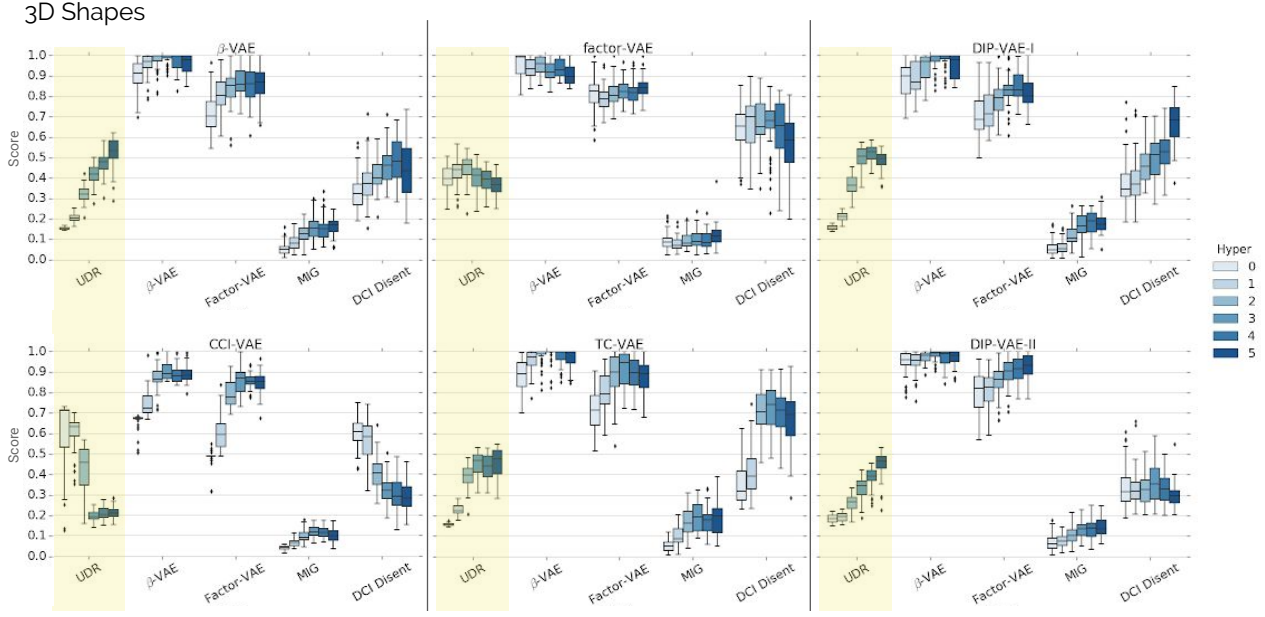 3D Shapes
β-VAE
factor-VAE
DIP-VAE-I
Score
1.0
0.9
0.8
0.7
0.6
0.5
0.4
0.3
0.2
0.1
0.0
UDR
β-VAE
Factor-VAE
MIG
DCI Disent
UDR
β-VAE
Factor-VAE
MIG
DCI Disent
UDR
β-VAE
Factor-VAE
MIG
DCI Disent
Hyper
0
1
2
3
4
5
CCI-VAE
TC-VAE
DIP-VAE-II
Score
1.0
0.9
0.8
0.7
0.6
0.5
0.4
0.3
0.2
0.1
0.0
UDR
β-VAE
Factor-VAE
MIG
DCI Disent
UDR
β-VAE
Factor-VAE
MIG
DCI Disent
UDR
β-VAE
Factor-VAE
MIG
DCI Disent